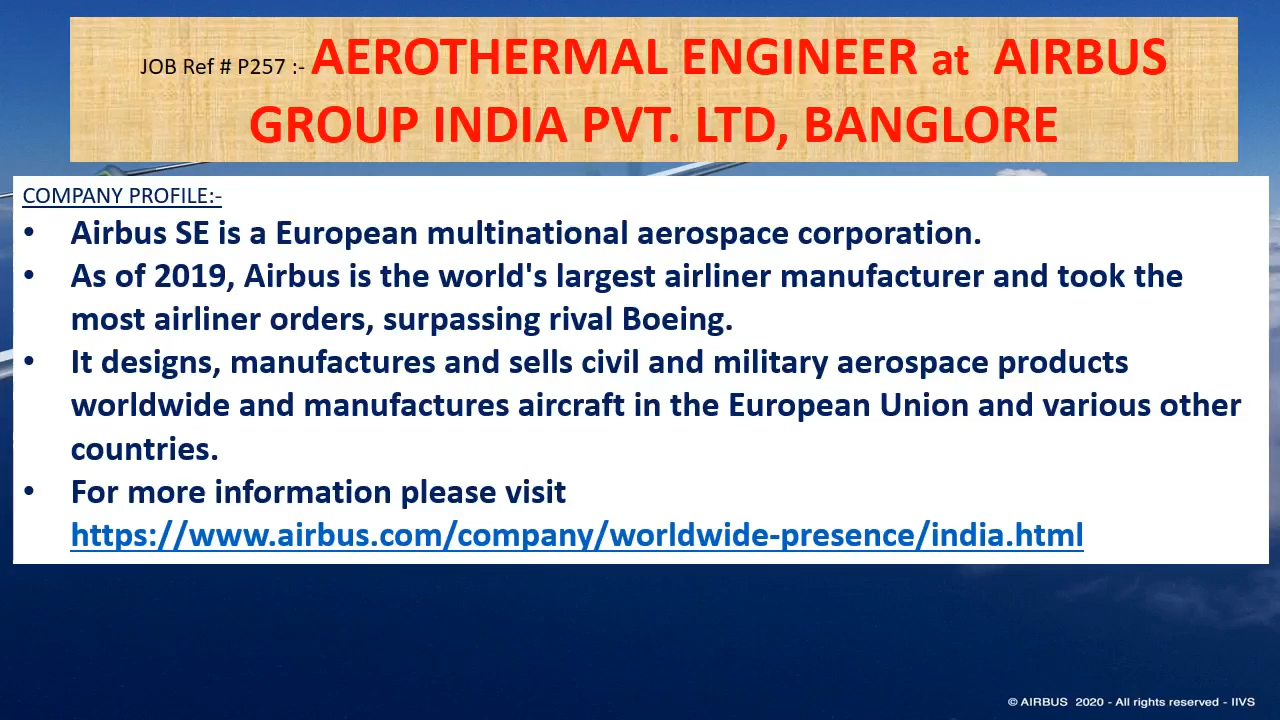 JOB Ref # P257 :- AEROTHERMAL ENGINEER at AIRBUS
GROUP INDIA PVT. LTD, BANGLORE
COMPANY PROFILE:-
• Airbus SE is a European multinational aerospace corporation.
• As of 2019, Airbus is the world's largest airliner manufacturer and took the
most airliner orders, surpassing rival Boeing.
• It designs, manufactures and sells civil and military aerospace products
worldwide and manufactures aircraft in the European Union and various other
countries.
• For more information please visit
https://www.airbus.com/company/worldwide-presence/india.html
© AIRBUS 2020 - All rights reserved - IIVS